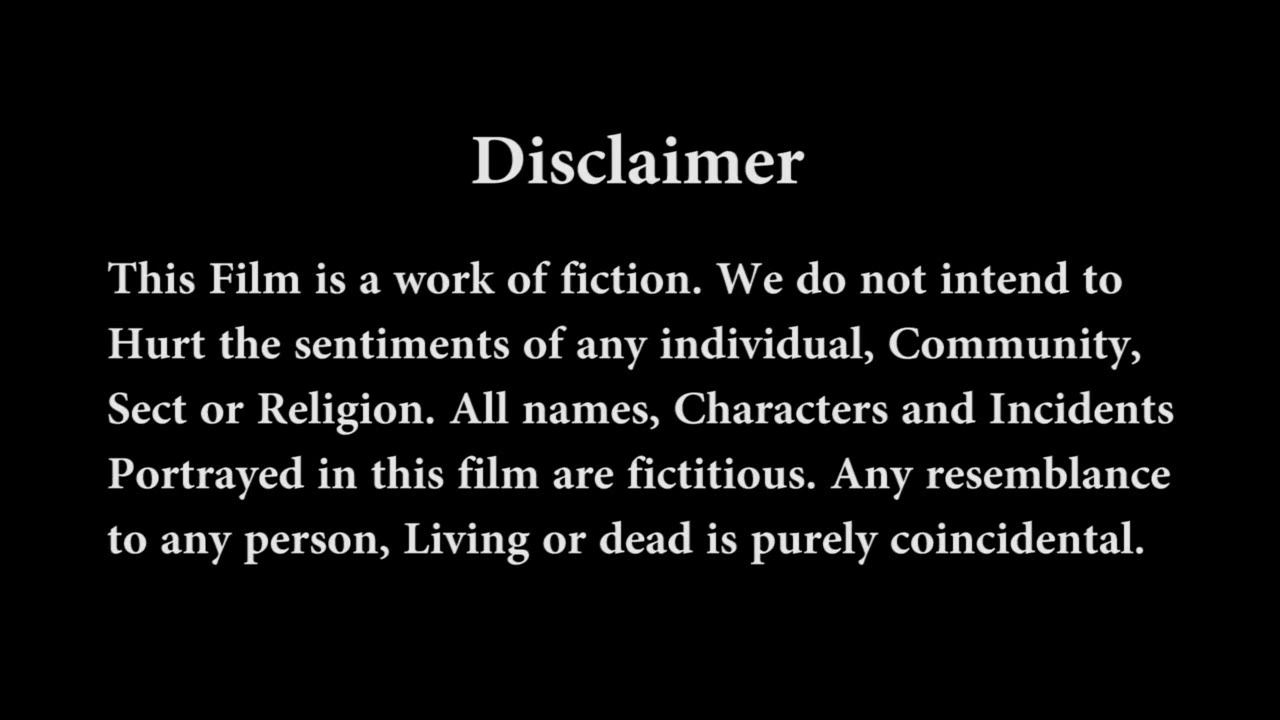 Disclaimer
This Film is a work of fiction. We do not intend to
Hurt the sentiments of any individual, Community,
Sect or Religion. All names, Characters and Incidents
Portrayed in this film are fictitious. Any resemblance
to any person, Living or dead is purely coincidental.